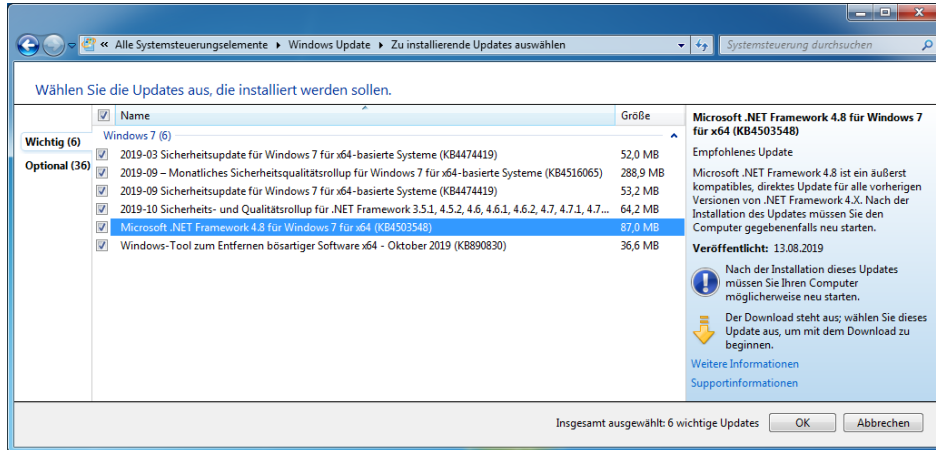 « Alle Systemsteuerungselemente ▸ Windows Update ▸ Zu installierende Updates auswählen
Systemsteuerung durchsuchen
Wählen Sie die Updates aus, die installiert werden sollen.
Wichtig (6)
Optional (36)
Name Größe
Windows 7 (6)
2019-03 Sicherheitsupdate für Windows 7 für x64-basierte Systeme (KB4474419) 52,0 MB
2019-09 – Monatliches Sicherheitsqualitätsrollup für Windows 7 für x64-basierte Systeme (KB4516065) 288,9 MB
2019-09 Sicherheitsupdate für Windows 7 für x64-basierte Systeme (KB4474419) 53,2 MB
2019-10 Sicherheits- und Qualitätsrollup für .NET Framework 3.5.1, 4.5.2, 4.6, 4.6.1, 4.6.2, 4.7, 4.7.1, 4.7... 64,2 MB
Microsoft .NET Framework 4.8 für Windows 7 für x64 (KB4503548) 87,0 MB
Windows-Tool zum Entfernen bösartiger Software x64 - Oktober 2019 (KB890830) 36,6 MB
Microsoft .NET Framework 4.8 für Windows 7
für x64 (KB4503548)
Empfohlenes Update
Microsoft .NET Framework 4.8 ist ein äußerst
kompatibles, direktes Update für alle vorherigen
Versionen von .NET Framework 4.X. Nach der
Installation des Updates müssen Sie den
Computer gegebenenfalls neu starten.
Veröffentlicht: 13.08.2019
Nach der Installation dieses Updates
müssen Sie Ihren Computer
möglicherweise neu starten.
Der Download steht aus; wählen Sie dieses
Update aus, um mit dem Download zu
beginnen.
Weitere Informationen
Supportinformationen
Insgesamt ausgewählt: 6 wichtige Updates
OK
Abbrechen